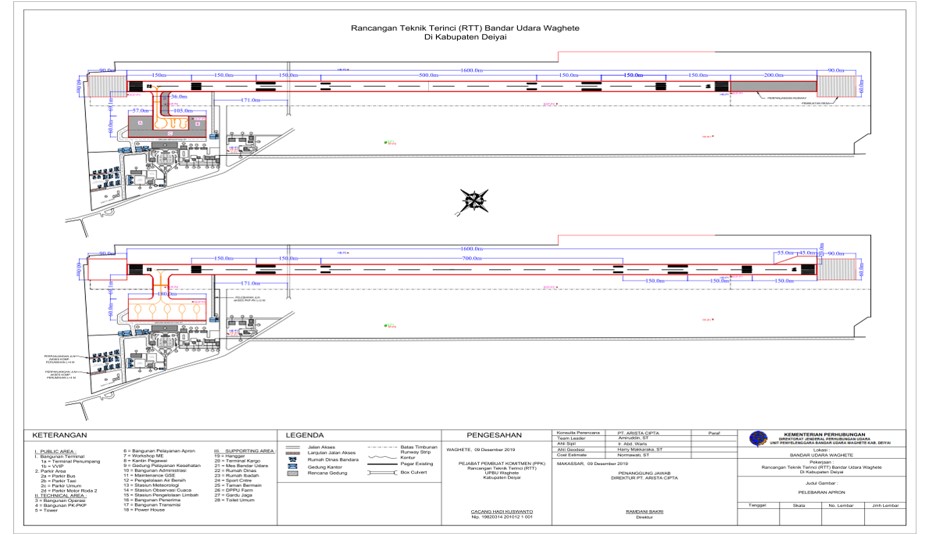 Rancangan Teknik Terinci (RTT) Bandar Udara Waghete
Di Kabupaten Deiyai
1600.0m
90.0m
150.0m
150.0m
150.0m
500.0m
150.0m
150.0m
150.0m
200.0m
90.0m
56.0m
171.0m
57.0m
105.0m
60.0m
1600.0m
90.0m
150.0m
150.0m
700.0m
55.0m
45.0m
90.0m
171.0m
150.0m
150.0m
150.0m
60.0m
KETERANGAN
I. PUBLIC AREA :
1. Bangunan Terminal
1a = Terminal Penumpang
1b = VVIP
2. Parkir Area
2a = Parkir Bus
2b = Parkir Taxi
2c = Parkir Umum
2d = Parkir Motor Roda 2
II. TECHNICAL AREA :
3 = Bangunan Operasi
4 = Bangunan PK-PKP
5 = Tower
6 = Bangunan Pelayanan Apron
7 = Workshop ME
8 = Kantor Pegawai
9 = Gedung Pelayanan Kesehatan
10 = Bangunan Administrasi
11 = Maintenance GSE
12 = Pengelolaan Air Bersih
13 = Stasiun Meteorologi
14 = Stasiun Observasi Cuaca
15 = Stasiun Pengelolaan Limbah
16 = Bangunan Penerima
17 = Bangunan Transmisi
18 = Power House
III. SUPPORTING AREA :
19 = Hanggar
20 = Terminal Kargo
21 = Mes Bandar Udara
22 = Rumah Dinas
23 = Rumah Ibadah
24 = Sport Cntre
25 = Taman Bermain
26 = DPPU Farm
27 = Gardu Jaga
28 = Toilet Umum
LEGENDA
Jalan Akses
Lanjutan Jalan Akses
Rumah Dinas Bandara
Gedung Kantor
Rencana Gedung
Batas Timbunan
Runway Strip
Kontur
Pagar Existing
Box Culvert
PENGESAHAN
WAGHETE, 09 Desember 2019
PEJABAT PEMBUAT KOMITMEN (PPK)
Rancangan Teknik Terinci (RTT)
UPBU Waghete
Kabupaten Deiyai
CACANG HADI KUSWANTO
Nip. 19820314 201012 1 001
Konsulta Perencana
PT. ARISTA CIPTA
Paraf
Team Leader
Amiruddin, ST
Ahli Sipil
Ir. Abd. Waris
Ahli Geodesi
Harry Makkaraka, ST
Cost Estimate
Normawati, ST
MAKASSAR, 09 Desember 2019
PENANGGUNG JAWAB
DIREKTUR PT. ARISTA CIPTA
RAMDANI BAKRI
Direktur
KEMENTERIAN PERHUBUNGAN
DIREKTORAT JENDERAL PERHUBUNGAN UDARA
UNIT PENYELENGGARA BANDAR UDARA WAGHETE KAB. DEIYAI
Lokasi :
BANDAR UDARA WAGHETE
Pekerjaan :
Rancangan Teknik Terinci (RTT) Bandar Udara Waghete
Di Kabupaten Deiyai
Judul Gambar :
PELEBARAN APRON
Tanggal
Skala
No. Lembar
Jmlh Lembar